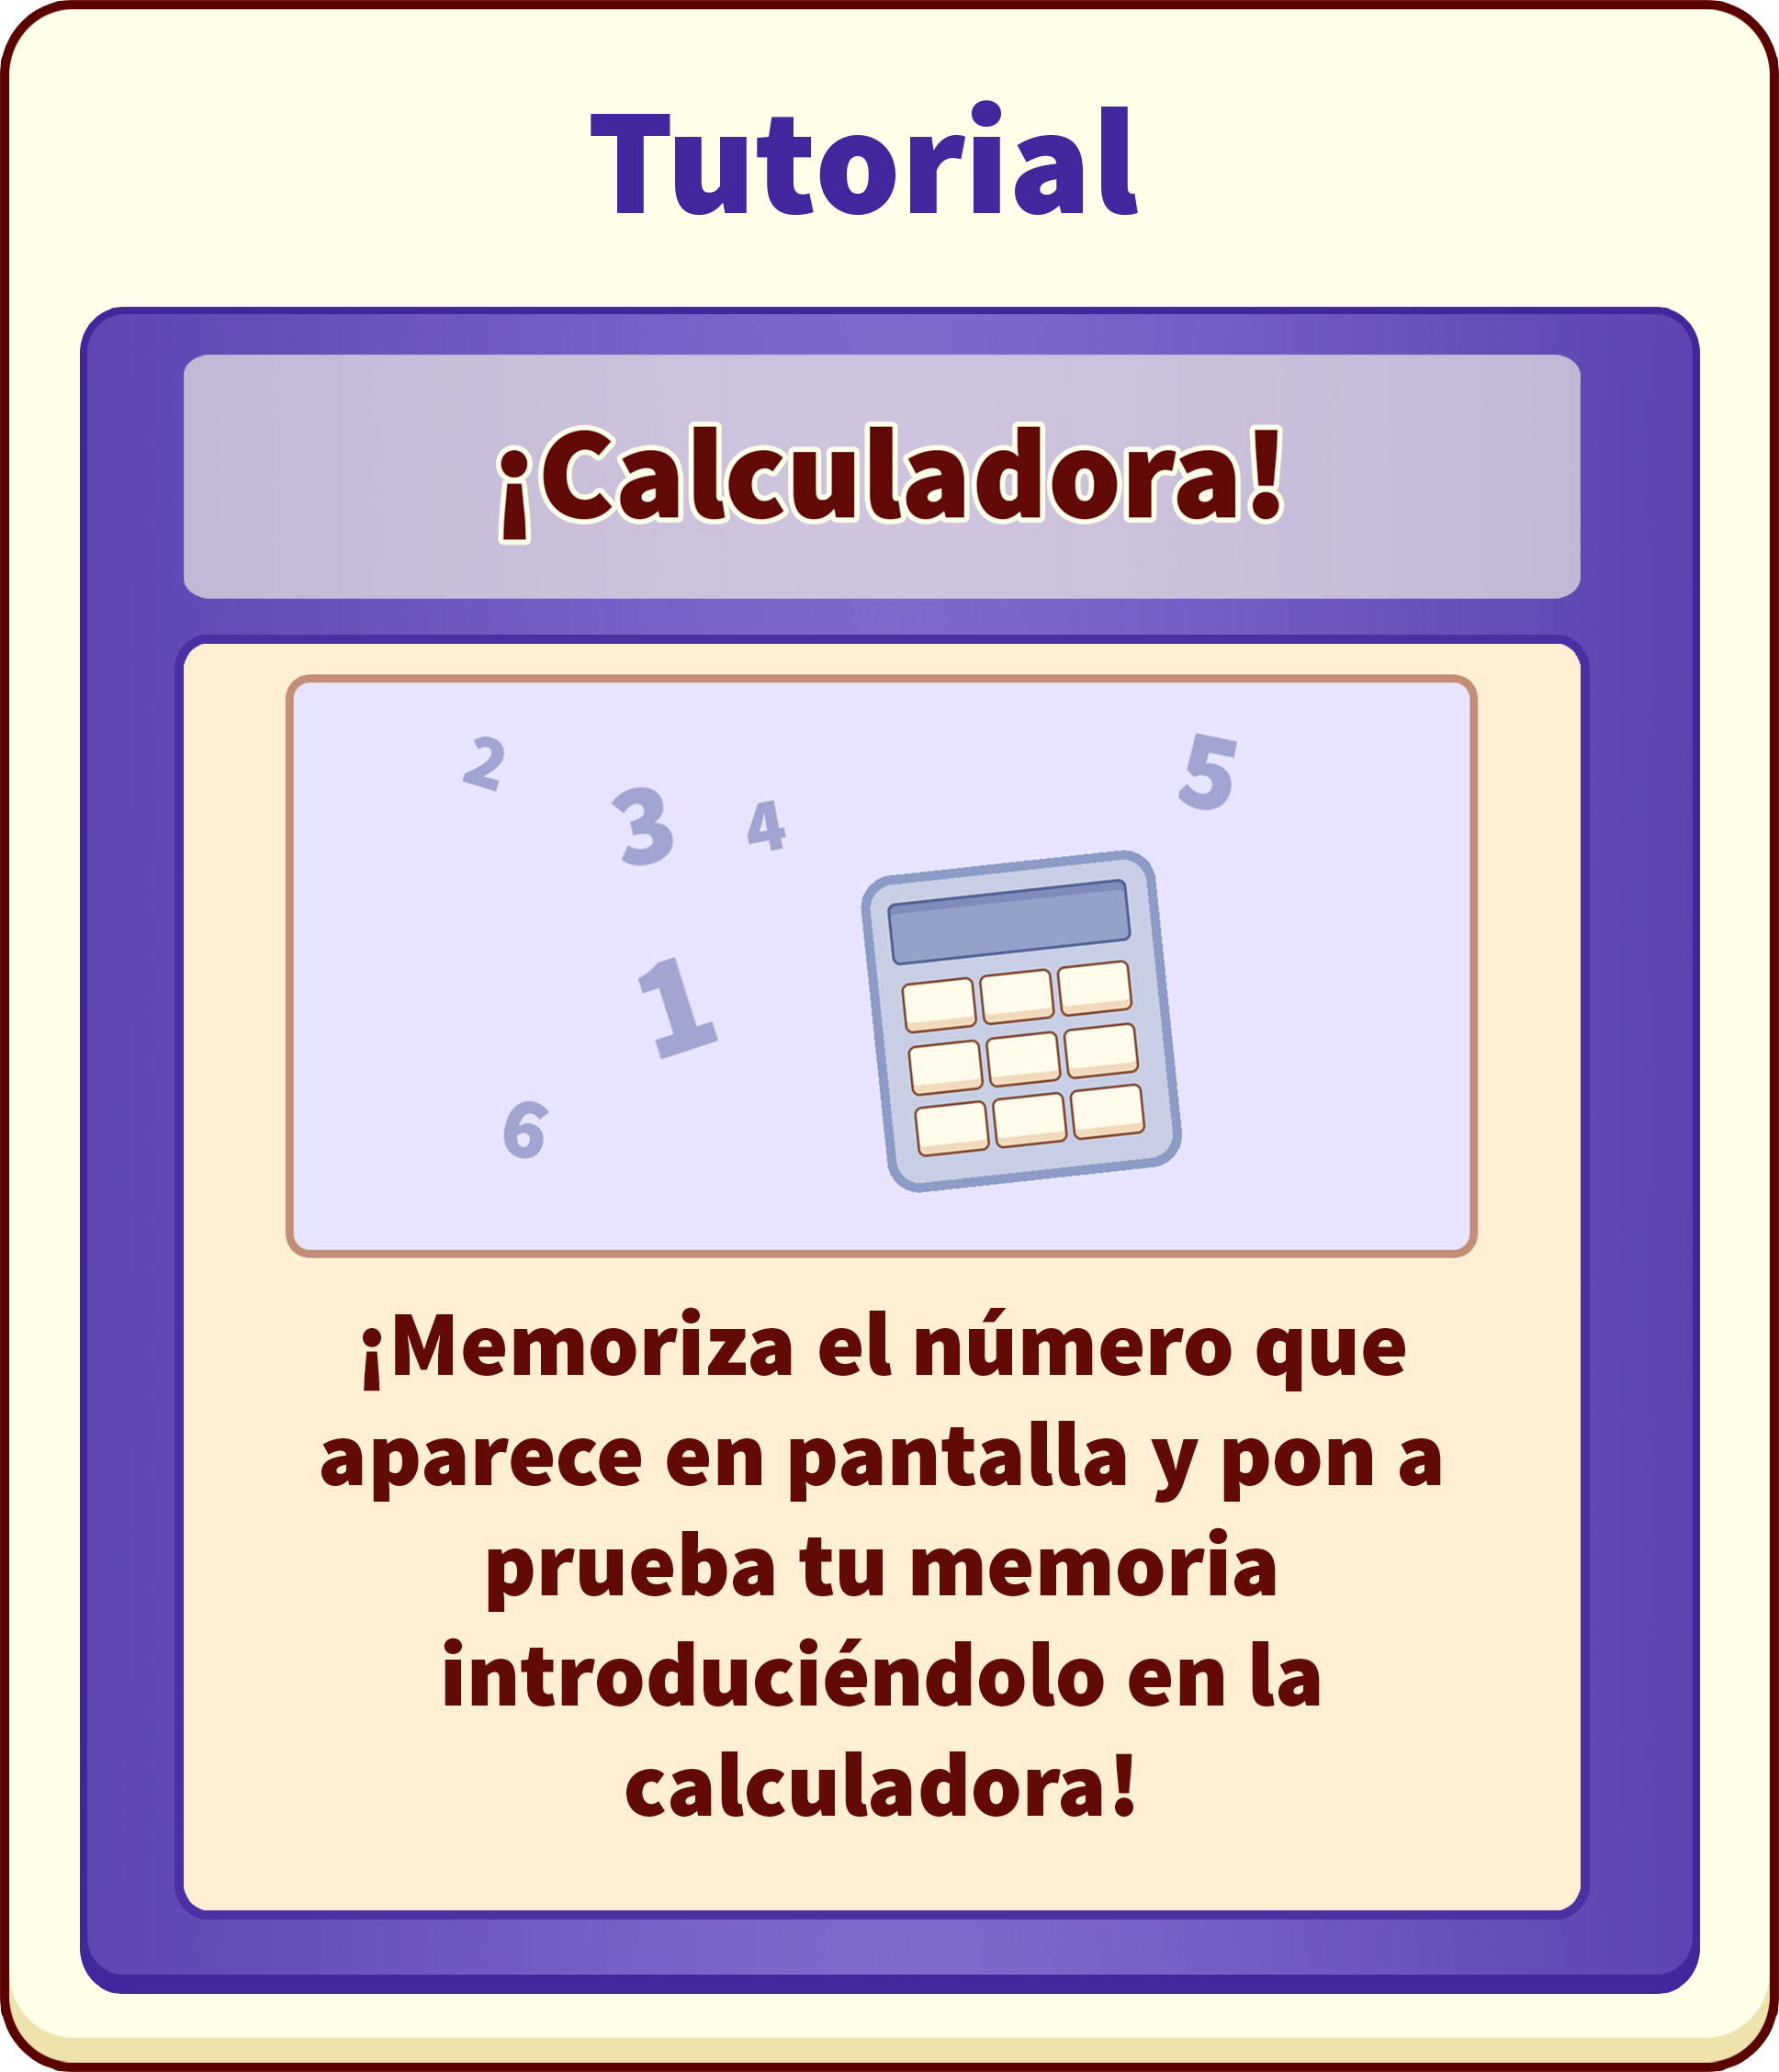 Tutorial
¡Calculadora!
2
3
4
5
1
6
¡Memoriza el número que
aparece en pantalla y pon a
prueba tu memoria
introduciéndolo en la
calculadora!